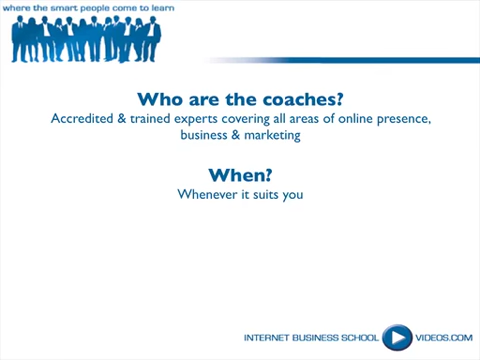 where the smart people come to learn
Who are the coaches?
Accredited & trained experts covering all areas of online presence,
business & marketing
When?
Whenever it suits you
INTERNET BUSINESS SCHOOL VIDEOS.COM